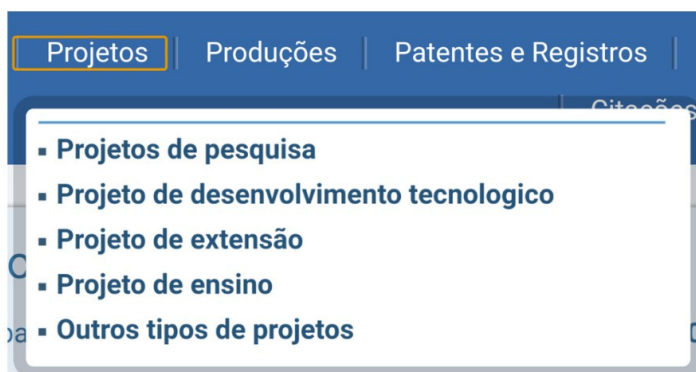 Projetos | Produções | Patentes e Registros |
Citações
▪ Projetos de pesquisa
▪ Projeto de desenvolvimento tecnologico
▪ Projeto de extensão
▪ Projeto de ensino
▪ Outros tipos de projetos